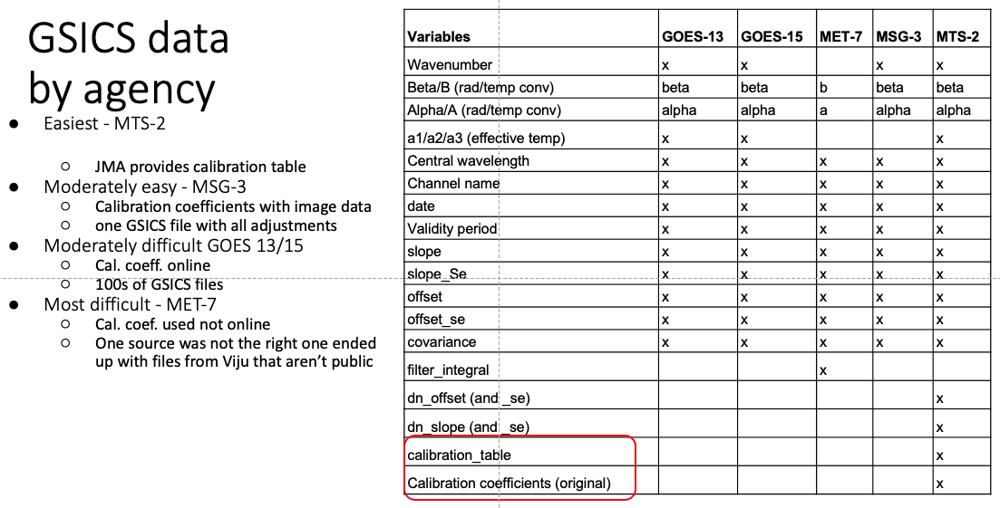 GSICS data
by agency
● Easiest - MTS-2
○ JMA provides calibration table
● Moderately easy - MSG-3
○ Calibration coefficients with image data
○ one GSICS file with all adjustments
● Moderately difficult GOES 13/15
○ Cal. coeff. online
○ 100s of GSICS files
● Most difficult - MET-7
○ Cal. coef. used not online
○ One source was not the right one ended
up with files from Viju that aren't public
Variables GOES-13 GOES-15 MET-7 MSG-3 MTS-2
Wavenumber x x x x
Beta/B (rad/temp conv) beta beta b beta beta
Alpha/A (rad/temp conv) alpha alpha a alpha alpha
a1/a2/a3 (effective temp) x x x
Central wavelength x x x x x
Channel name x x x x x
date x x x x x
Validity period x x x x x
slope x x x x x
slope_Se x x x x x
offset x x x x x
offset_se x x x x x
covariance x x x x x
filter_integral x
dn_offset (and _se) x
dn_slope (and _se) x
calibration_table x
Calibration coefficients (original) x